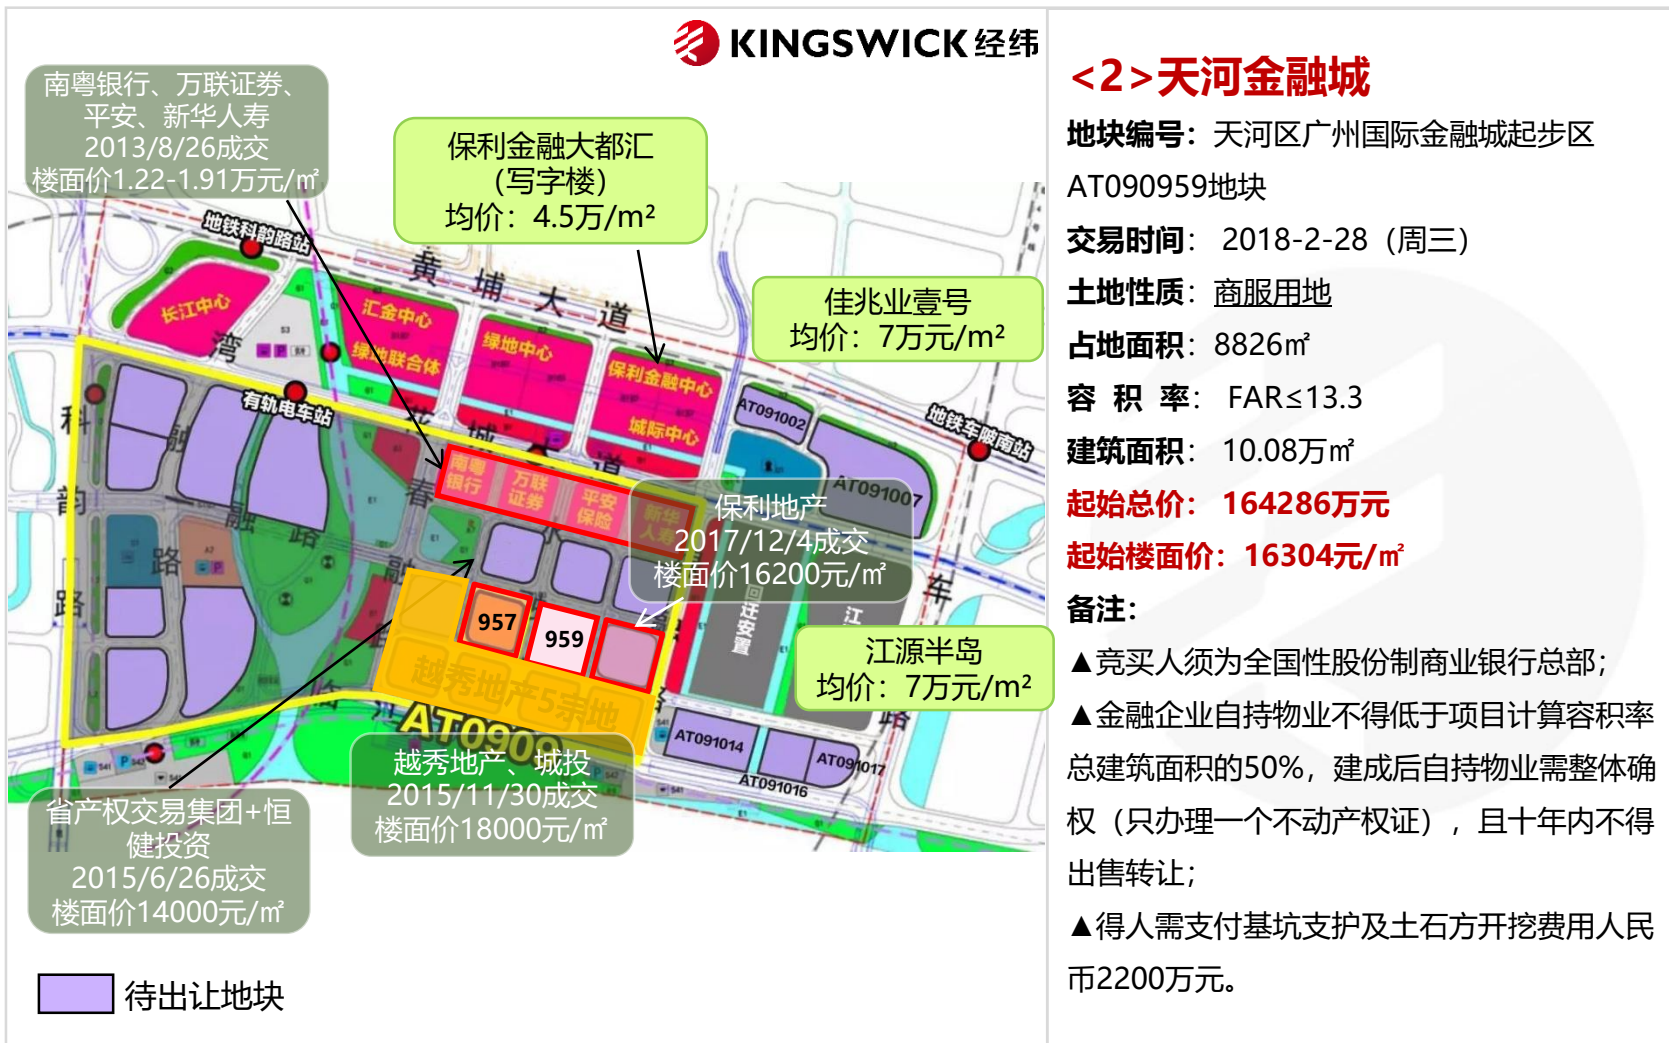 KINGSWICK 经纬
南粤银行、万联证劵、
平安、新华人寿
2013/8/26成交
楼面价1.22-1.91万元/㎡
保利金融大都汇
（写字楼）
均价：4.5万/m²
佳兆业壹号
均价：7万元/m²
地铁科韵路站
黄埔大道
长江中心
汇金中心
绿地联合体
绿地中心
保利金融中心
城际中心
湾
有轨电车站
地铁车陂南站
AT091002
AT091007
科韵路
融
融
路
路
春
融
城
大
道
南粤
银行
万联
证券
平安
保险
新华
人寿
保利地产
2017/12/4成交
楼面价16200元/㎡
957
959
回迁安置
江
车
路
江源半岛
均价：7万元/m²
越秀地产5宗地
AT0909
临
江
AT091014
AT091017
AT091016
越秀地产、城投
2015/11/30成交
楼面价18000元/㎡
省产权交易集团+恒
健投资
2015/6/26成交
楼面价14000元/㎡
待出让地块
<2>天河金融城
地块编号：天河区广州国际金融城起步区
AT090959地块
交易时间： 2018-2-28（周三）
土地性质：商服用地
占地面积：8826㎡
容 积 率： FAR≤13.3
建筑面积： 10.08万㎡
起始总价： 164286万元
起始楼面价：16304元/㎡
备注：
▲竞买人须为全国性股份制商业银行总部；
▲金融企业自持物业不得低于项目计算容积率
总建筑面积的50%，建成后自持物业需整体确
权（只办理一个不动产权证），且十年内不得
出售转让；
▲得人需支付基坑支护及土石方开挖费用人民
币2200万元。